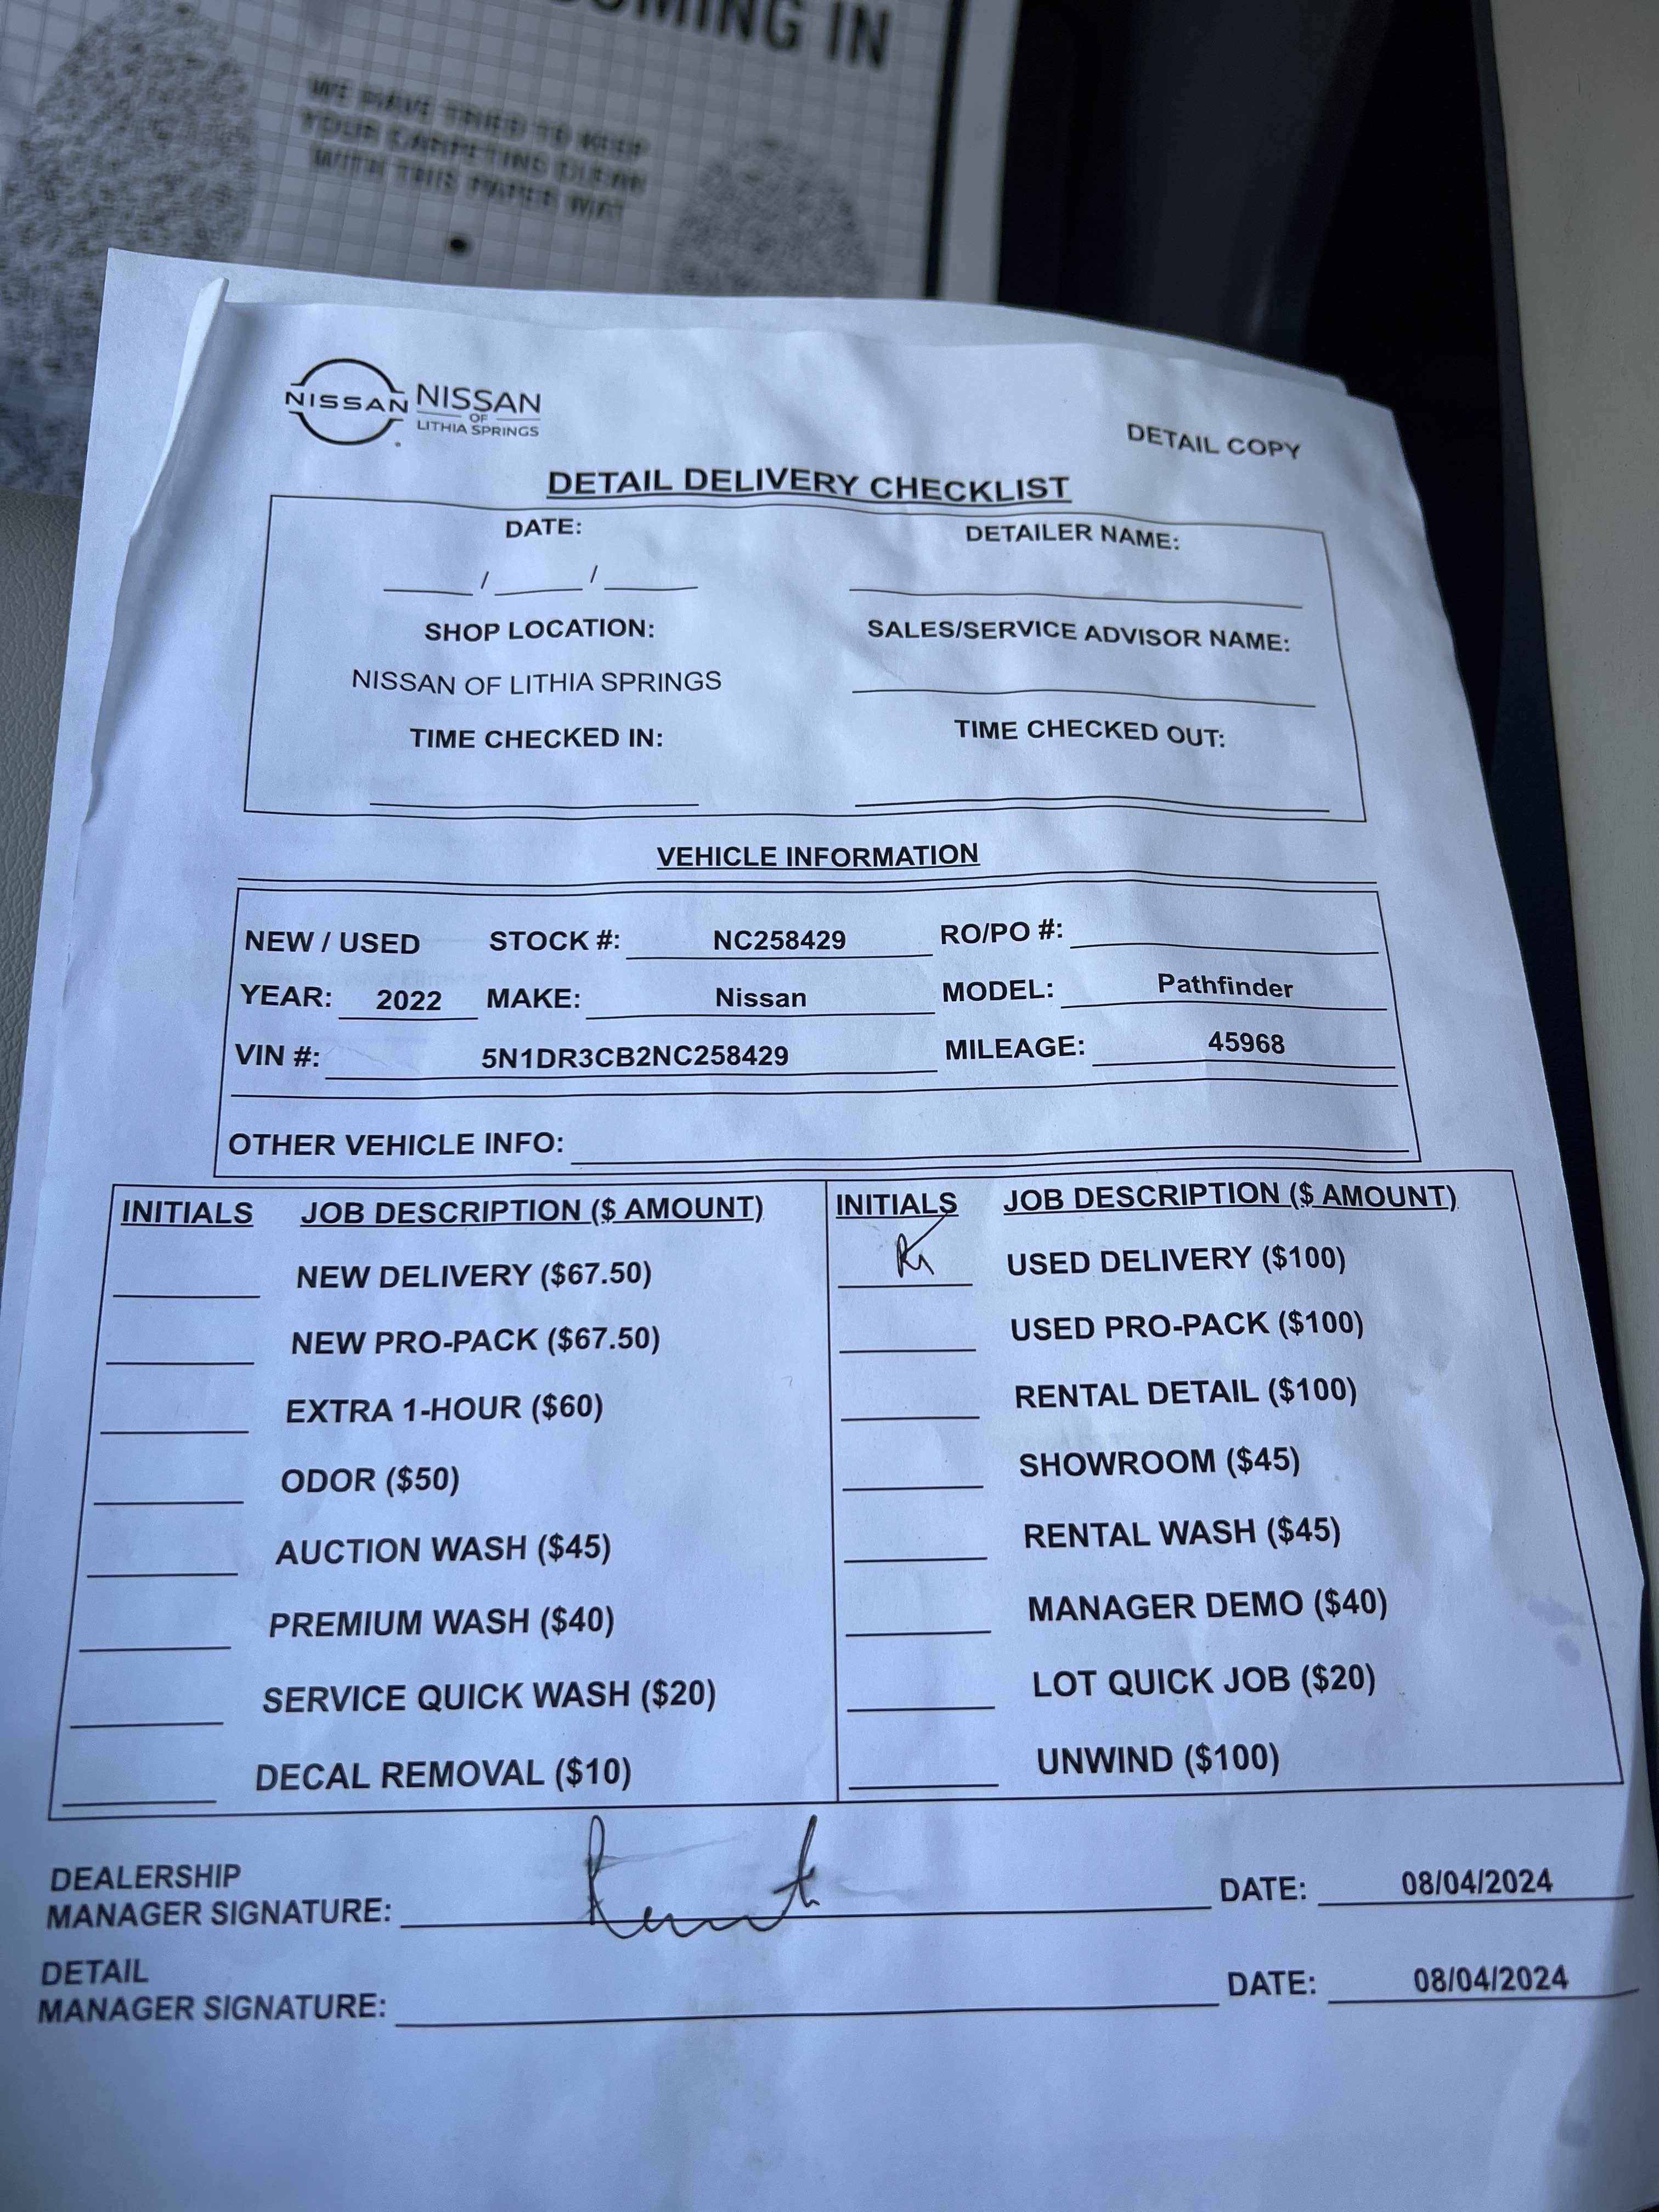 OMING IN
WE HAVE TRIED TO KEEP
YOUR CARPETING CLEAN
WITH THIS PAPER MAT
NISSAN NISSAN
OF
LITHIA SPRINGS
DETAIL COPY
DETAIL DELIVERY CHECKLIST
DATE: DETAILER NAME:
/ /
SHOP LOCATION: SALES/SERVICE ADVISOR NAME:
NISSAN OF LITHIA SPRINGS
TIME CHECKED IN: TIME CHECKED OUT:
VEHICLE INFORMATION
NEW / USED STOCK #: NC258429 RO/PO #:
YEAR: 2022 MAKE: Nissan MODEL: Pathfinder
VIN #: 5N1DR3CB2NC258429 MILEAGE: 45968
OTHER VEHICLE INFO:
INITIALS JOB DESCRIPTION ($ AMOUNT) INITIALS JOB DESCRIPTION ($ AMOUNT)
NEW DELIVERY ($67.50) USED DELIVERY ($100)
NEW PRO-PACK ($67.50) USED PRO-PACK ($100)
EXTRA 1-HOUR ($60) RENTAL DETAIL ($100)
ODOR ($50) SHOWROOM ($45)
AUCTION WASH ($45) RENTAL WASH ($45)
PREMIUM WASH ($40) MANAGER DEMO ($40)
SERVICE QUICK WASH ($20) LOT QUICK JOB ($20)
DECAL REMOVAL ($10) UNWIND ($100)
DEALERSHIP
MANAGER SIGNATURE: DATE: 08/04/2024
DETAIL
MANAGER SIGNATURE: DATE: 08/04/2024